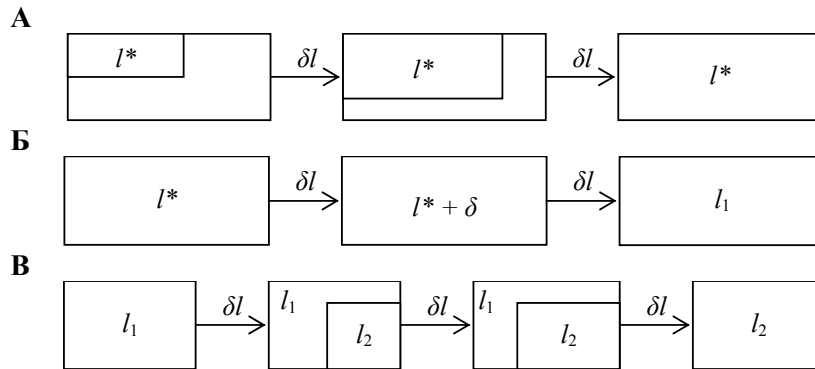 А
l* δl l* δl l*
Б
l* δl l* + δ δl l₁
В
l₁ δl l₁ l₂ δl l₁ l₂ δl l₂